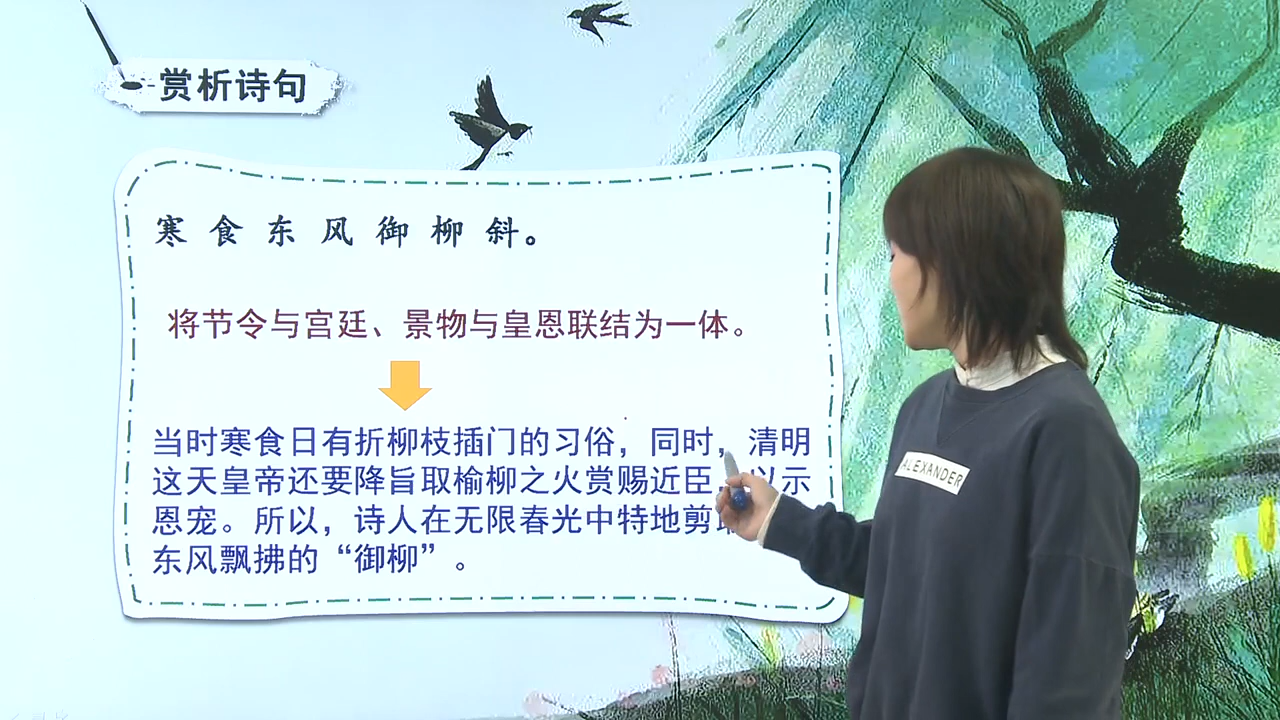 赏析诗句
寒食东风御柳斜。
将节令与宫廷、景物与皇恩联结为一体。
当时寒食日有折柳枝插门的习俗，同时，清明
这天皇帝还要降旨取榆柳之火赏赐近臣，以示
恩宠。所以，诗人在无限春光中特地剪
东风飘拂的“御柳”。
ALEXANDER